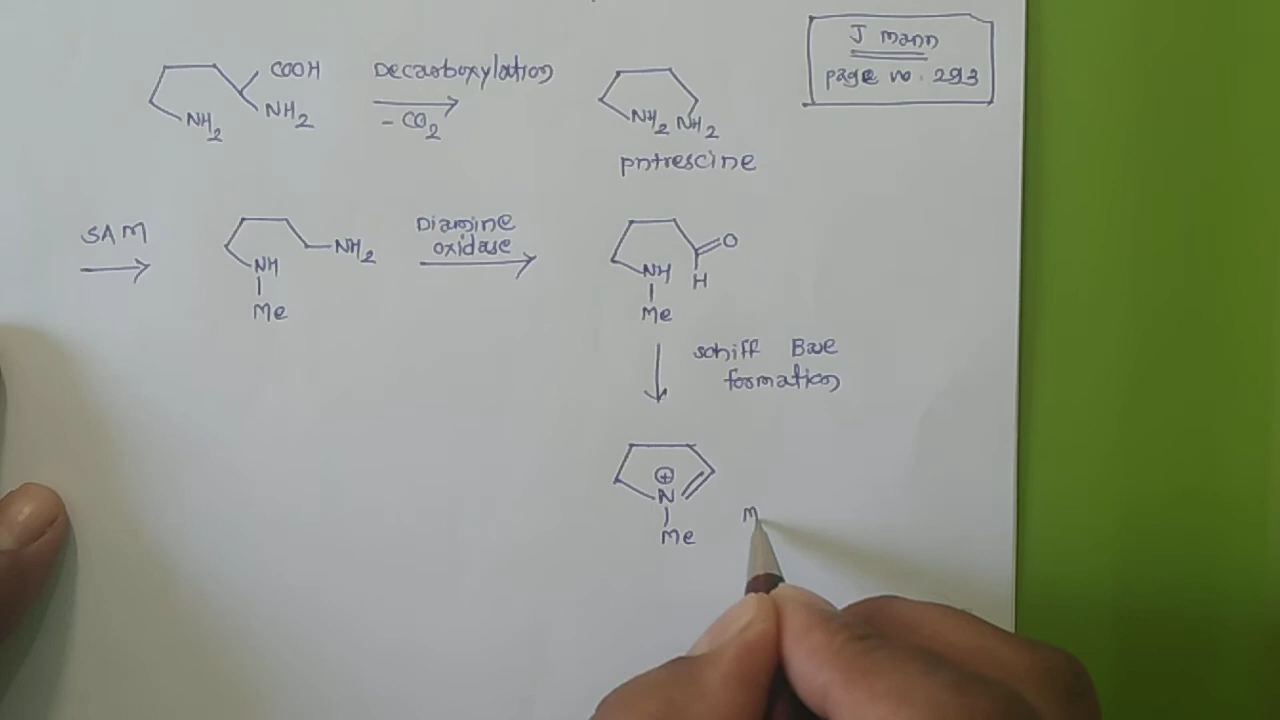 J mann
page no. 293
COOH
Decarboxylation
NH2
NH2
- CO2
NH2 NH2
putrescine
SAM
NH
Me
NH2
Diamine
oxidase
O
NH
H
Me
schiff Base
formation
⊕
N
Me
m